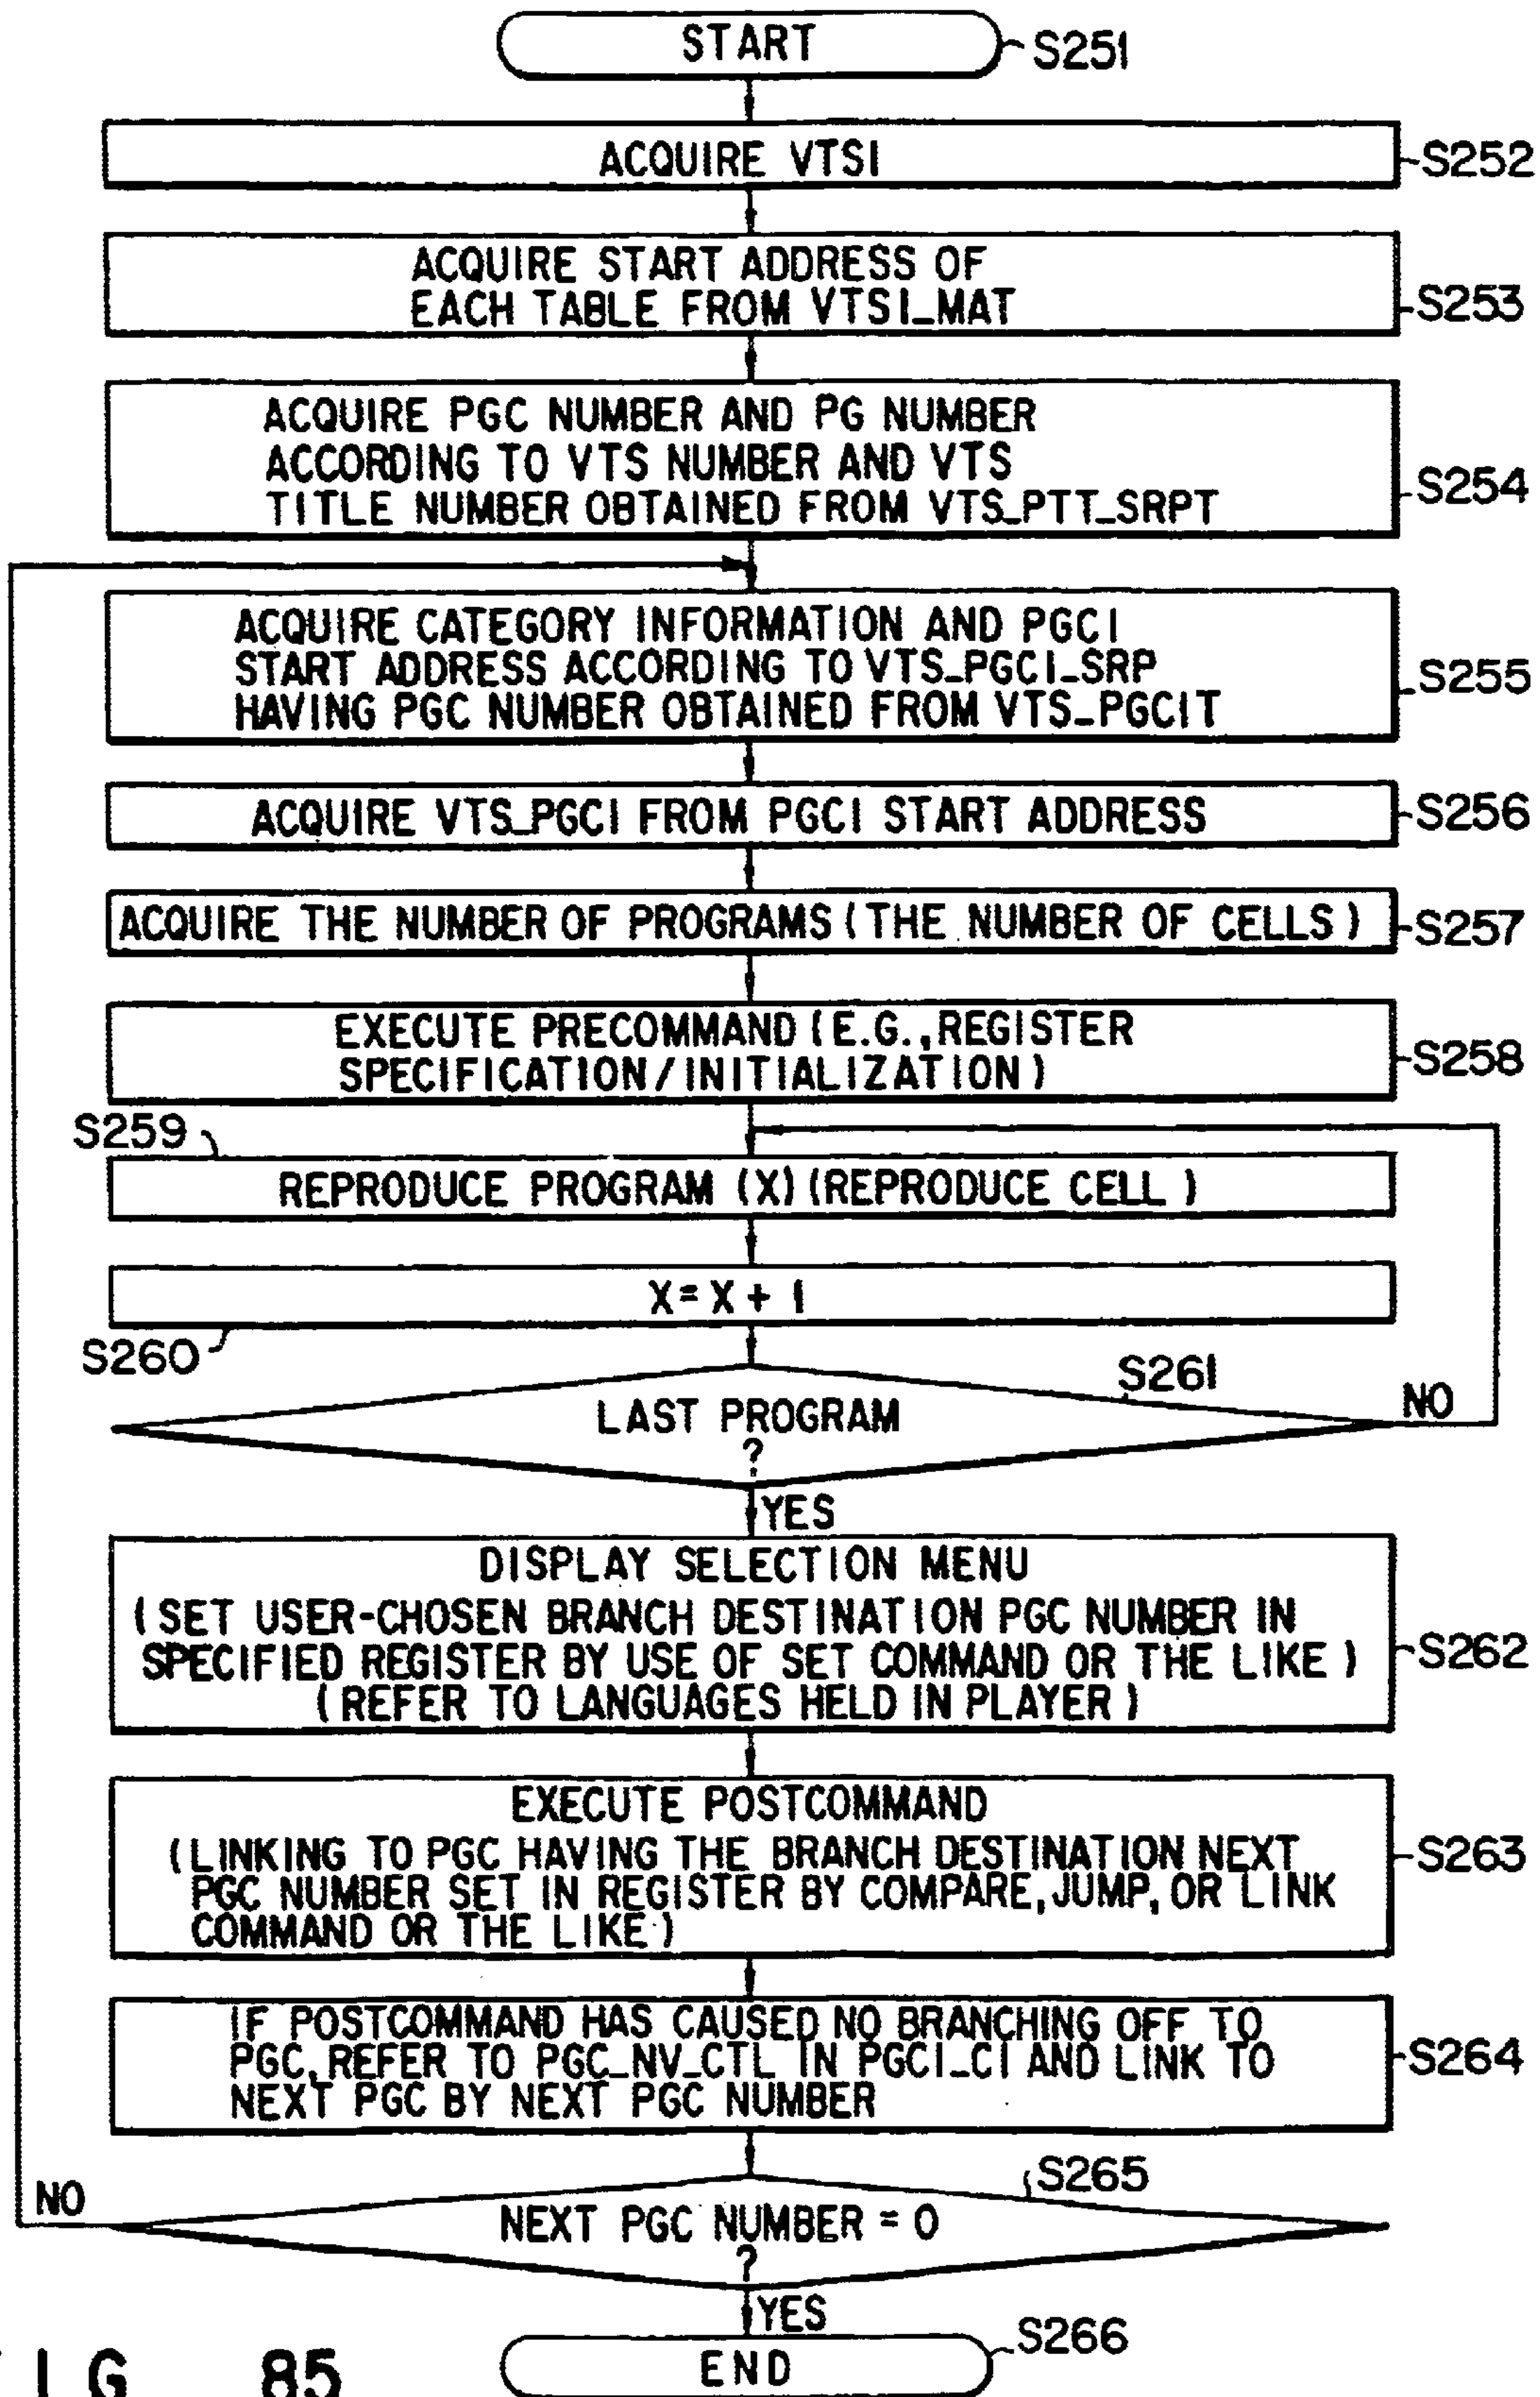 START
S251
ACQUIRE VTSI
S252
ACQUIRE START ADDRESS OF
EACH TABLE FROM VTSI_MAT
S253
ACQUIRE PGC NUMBER AND PG NUMBER
ACCORDING TO VTS NUMBER AND VTS
TITLE NUMBER OBTAINED FROM VTS_PTT_SRPT
S254
ACQUIRE CATEGORY INFORMATION AND PGCI
START ADDRESS ACCORDING TO VTS_PGCI_SRP
HAVING PGC NUMBER OBTAINED FROM VTS_PGCIT
S255
ACQUIRE VTS_PGCI FROM PGCI START ADDRESS
S256
ACQUIRE THE NUMBER OF PROGRAMS (THE NUMBER OF CELLS)
S257
EXECUTE PRECOMMAND (E.G., REGISTER
SPECIFICATION/INITIALIZATION)
S258
S259
REPRODUCE PROGRAM (X) (REPRODUCE CELL)
X = X + 1
S260
S261
LAST PROGRAM
?
NO
YES
DISPLAY SELECTION MENU
(SET USER-CHOSEN BRANCH DESTINATION PGC NUMBER IN
SPECIFIED REGISTER BY USE OF SET COMMAND OR THE LIKE)
(REFER TO LANGUAGES HELD IN PLAYER)
S262
EXECUTE POSTCOMMAND
(LINKING TO PGC HAVING THE BRANCH DESTINATION NEXT
PGC NUMBER SET IN REGISTER BY COMPARE, JUMP, OR LINK
COMMAND OR THE LIKE)
S263
IF POSTCOMMAND HAS CAUSED NO BRANCHING OFF TO
PGC, REFER TO PGC_NV_CTL IN PGCI_CI AND LINK TO
NEXT PGC BY NEXT PGC NUMBER
S264
S265
NO
NEXT PGC NUMBER = 0
?
YES
END
S266
IG 85